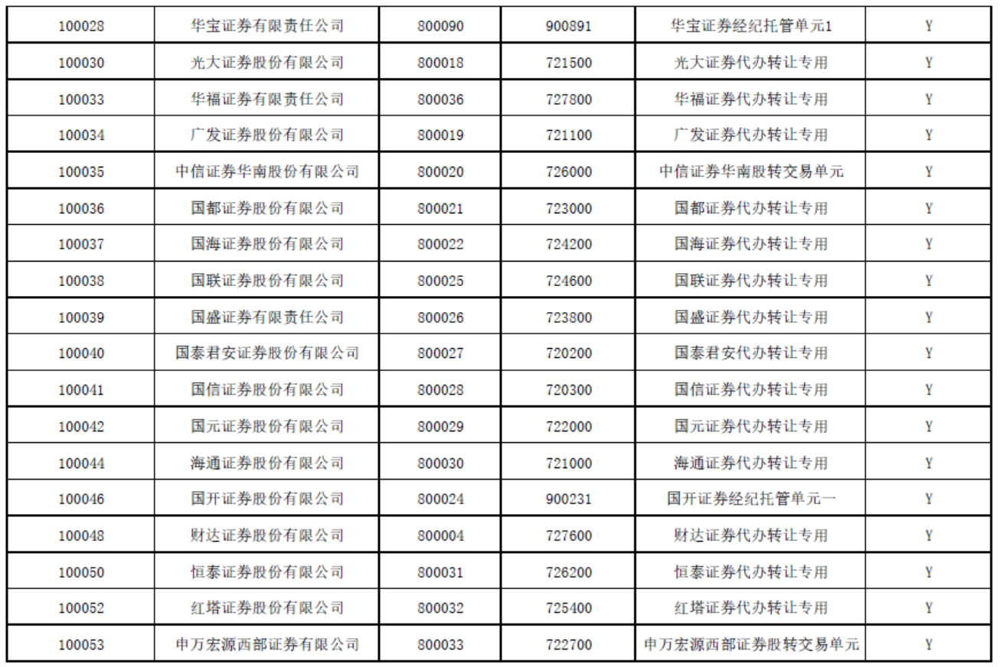 100028 华宝证券有限责任公司 800090 900891 华宝证券经纪托管单元1 Y
100030 光大证券股份有限公司 800018 721500 光大证券代办转让专用 Y
100033 华福证券有限责任公司 800036 727800 华福证券代办转让专用 Y
100034 广发证券股份有限公司 800019 721100 广发证券代办转让专用 Y
100035 中信证券华南股份有限公司 800020 726000 中信证券华南股转交易单元 Y
100036 国都证券股份有限公司 800021 723000 国都证券代办转让专用 Y
100037 国海证券股份有限公司 800022 724200 国海证券代办转让专用 Y
100038 国联证券股份有限公司 800025 724600 国联证券代办转让专用 Y
100039 国盛证券有限责任公司 800026 723800 国盛证券代办转让专用 Y
100040 国泰君安证券股份有限公司 800027 720200 国泰君安代办转让专用 Y
100041 国信证券股份有限公司 800028 720300 国信证券代办转让专用 Y
100042 国元证券股份有限公司 800029 722000 国元证券代办转让专用 Y
100044 海通证券股份有限公司 800030 721000 海通证券代办转让专用 Y
100046 国开证券股份有限公司 800024 900231 国开证券经纪托管单元一 Y
100048 财达证券股份有限公司 800004 727600 财达证券代办转让专用 Y
100050 恒泰证券股份有限公司 800031 726200 恒泰证券代办转让专用 Y
100052 红塔证券股份有限公司 800032 725400 红塔证券代办转让专用 Y
100053 申万宏源西部证券有限公司 800033 722700 申万宏源西部证券股转交易单元 Y